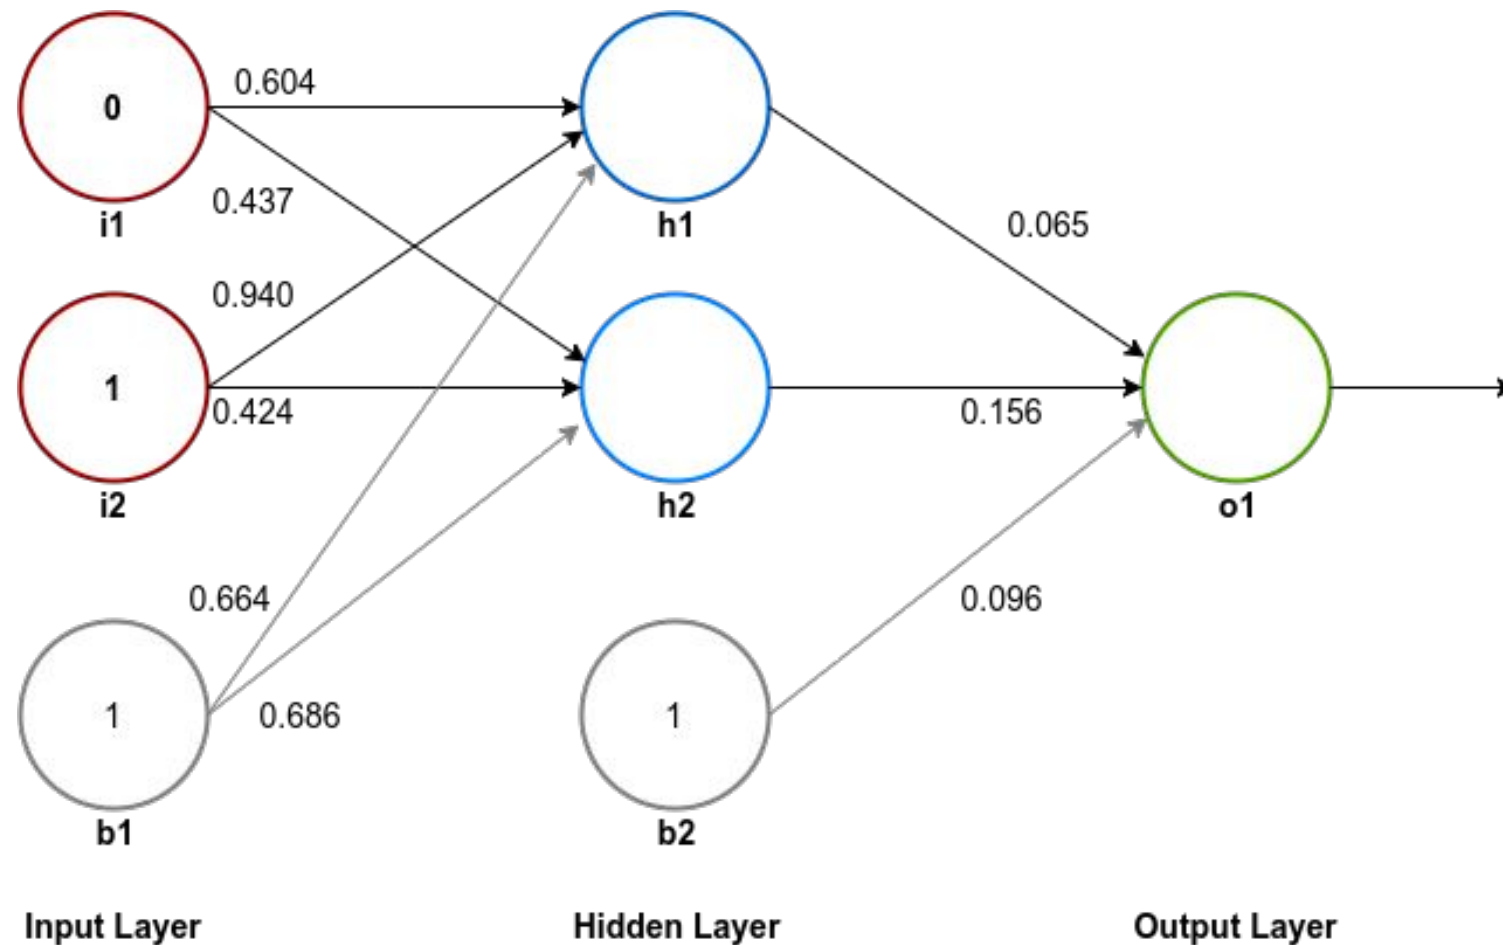 0.604
0
i1
0.437
h1
0.065
0.940
1
0.424
0.156
i2
h2
o1
0.664
0.096
1
0.686
1
b1
b2
Input Layer
Hidden Layer
Output Layer